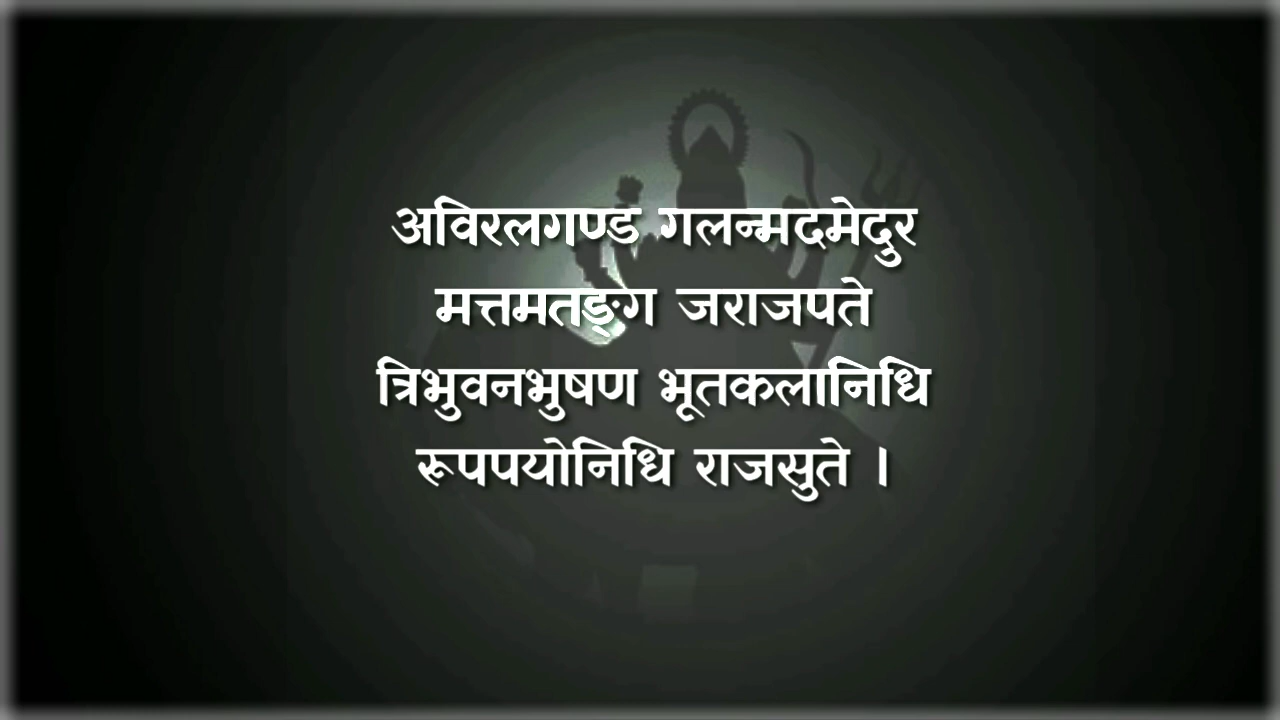 अविरलगण्ड गलन्मदमेदुर
मत्तमतङ्ग जराजपते
त्रिभुवनभुषण भूतकलानिधि
रूपपयोनिधि राजसुते ।